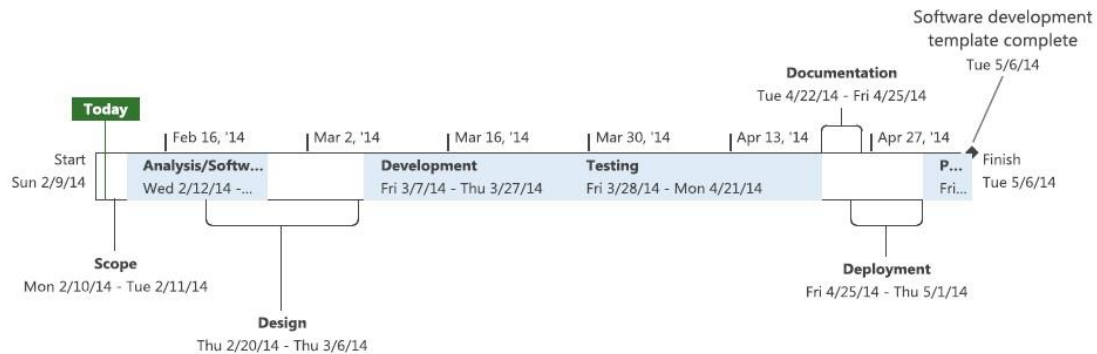 Software development
template complete
Tue 5/6/14
Documentation
Tue 4/22/14 - Fri 4/25/14
Today
Feb 16, '14
Mar 2, '14
Mar 16, '14
Mar 30, '14
Apr 13, '14
Apr 27, '14
Start
Sun 2/9/14
Analysis/Softw...
Wed 2/12/14 -...
Development
Fri 3/7/14 - Thu 3/27/14
Testing
Fri 3/28/14 - Mon 4/21/14
P...
Fri...
Finish
Tue 5/6/14
Scope
Mon 2/10/14 - Tue 2/11/14
Deployment
Fri 4/25/14 - Thu 5/1/14
Design
Thu 2/20/14 - Thu 3/6/14